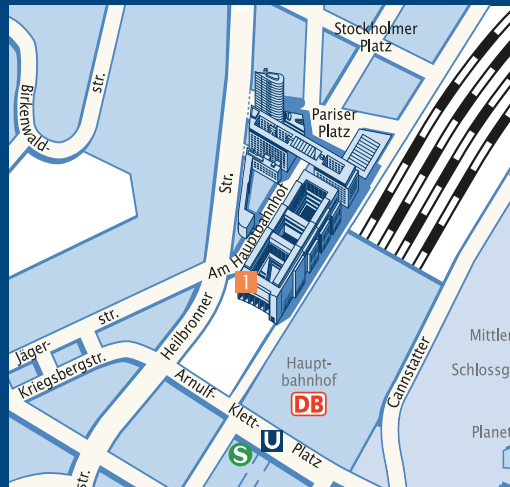 Stockholmer
Platz
Pariser
Platz
Birkenwald-
str.
Str.
Am Hauptbahnhof
1
Heilbronner
str.
Jäger-
Kriegsbergstr.
Arnulf-
Klett-
Platz
Haupt-
bahnhof
DB
U
S
Cannstatter
Mittler
Schlossg
Planet
str.